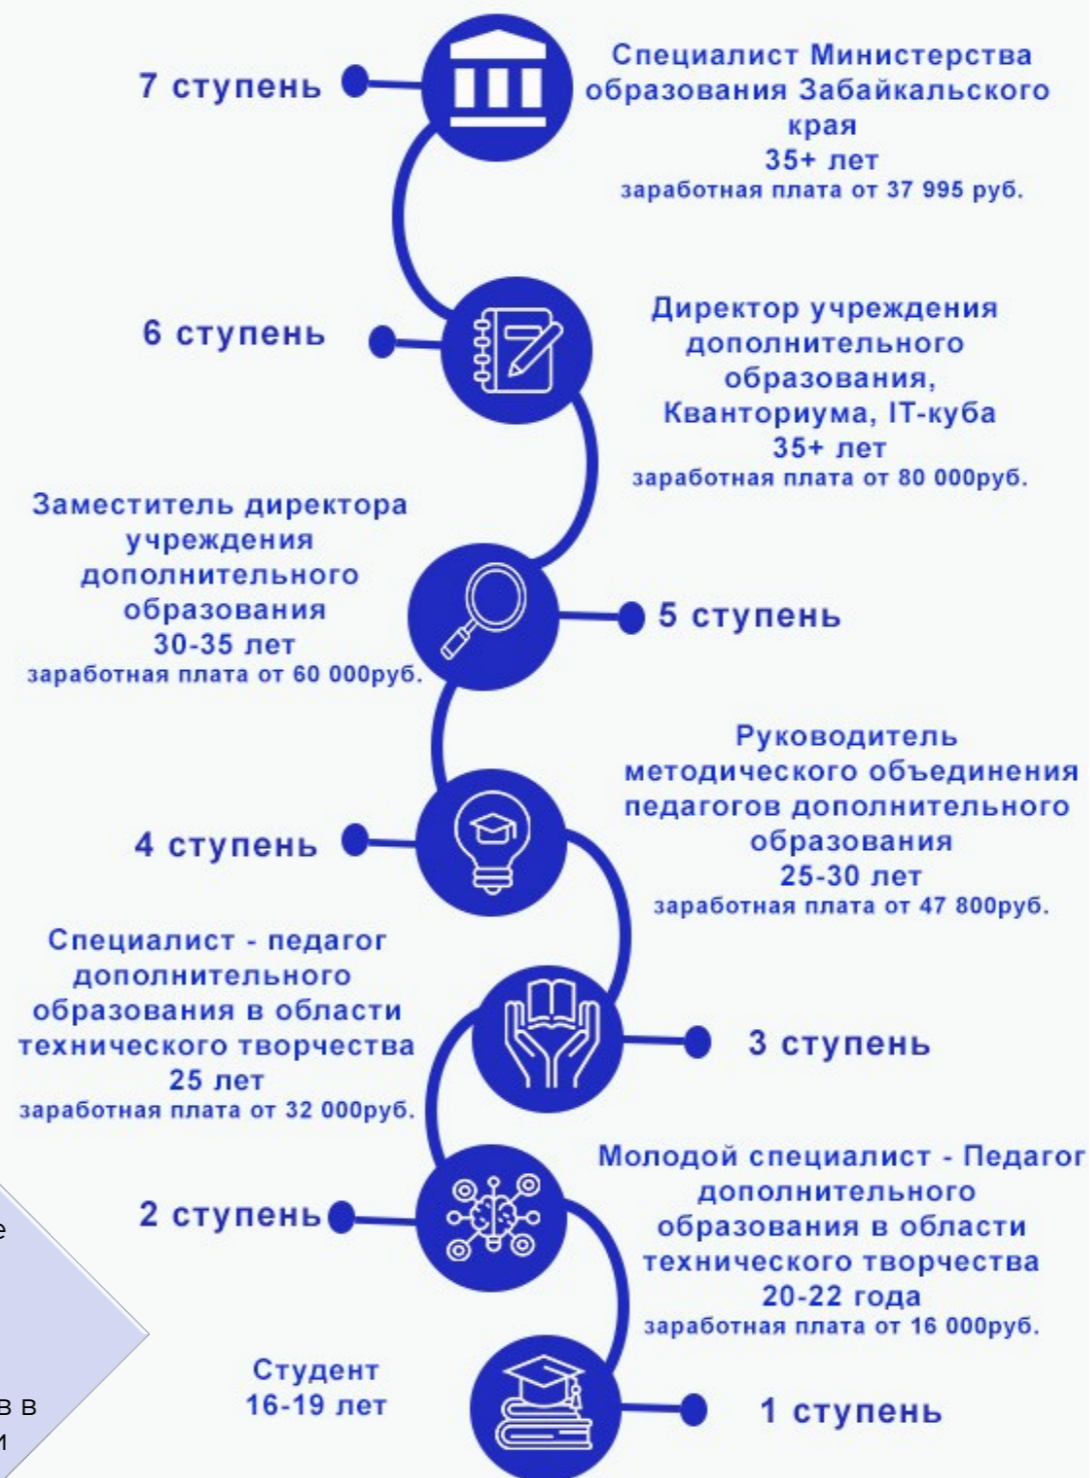 7 ступень
Специалист Министерства
образования Забайкальского
края
35+ лет
заработная плата от 37 995 руб.
6 ступень
Директор учреждения
дополнительного
образования,
Кванториума, IT-куба
35+ лет
заработная плата от 80 000руб.
Заместитель директора
учреждения
дополнительного
образования
30-35 лет
заработная плата от 60 000руб.
5 ступень
Руководитель
методического объединения
педагогов дополнительного
образования
25-30 лет
заработная плата от 47 800руб.
4 ступень
Специалист - педагог
дополнительного
образования в области
технического творчества
25 лет
заработная плата от 32 000руб.
3 ступень
Молодой специалист - Педагог
дополнительного
образования в области
технического творчества
20-22 года
заработная плата от 16 000руб.
2 ступень
Студент
16-19 лет
1 ступень
е
в в
и